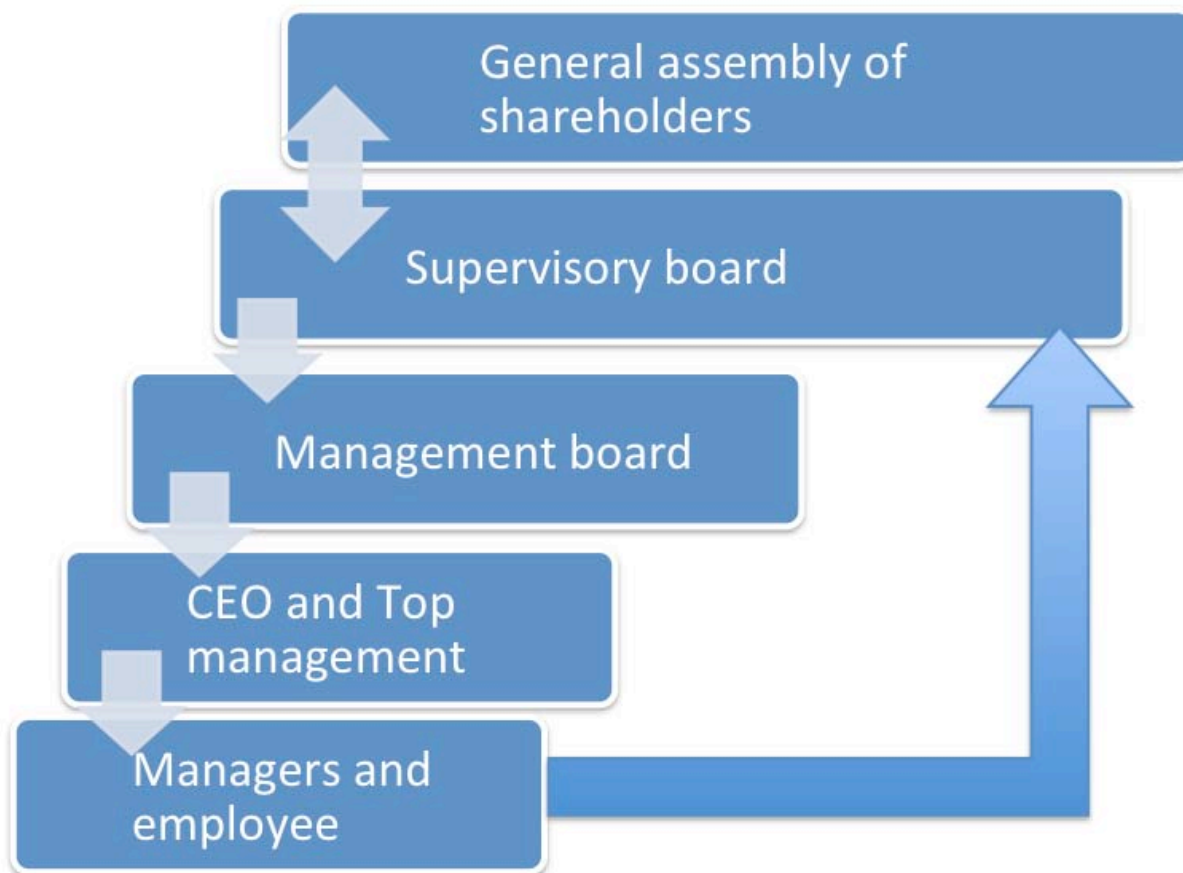 General assembly of
shareholders
Supervisory board
Management board
CEO and Top
management
Managers and
employee